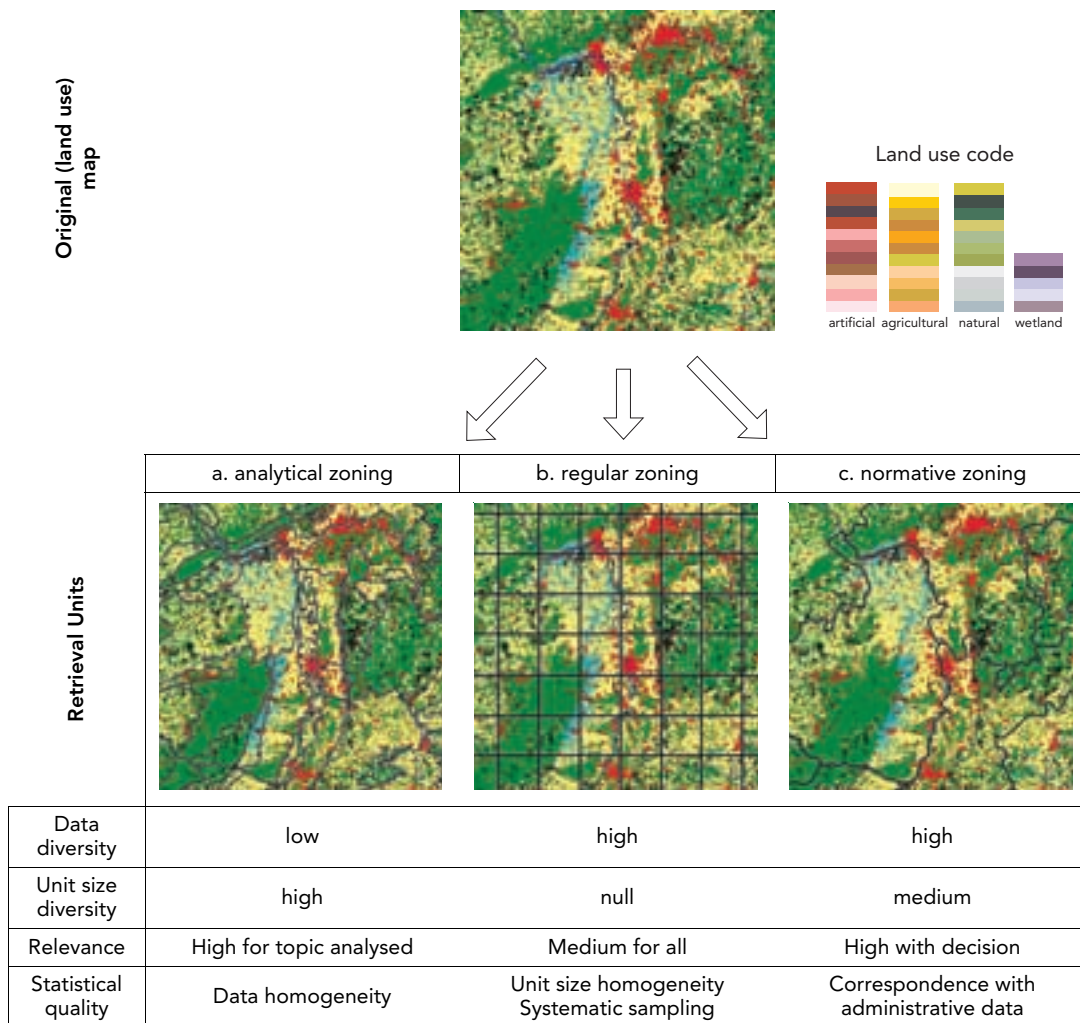 Original (land use)
map
Land use code
artificial
agricultural
natural
wetland
a. analytical zoning
b. regular zoning
c. normative zoning
Retrieval Units
Data
diversity
low
high
high
Unit size
diversity
high
null
medium
Relevance
High for topic analysed
Medium for all
High with decision
Statistical
quality
Data homogeneity
Unit size homogeneity
Systematic sampling
Correspondence with
administrative data